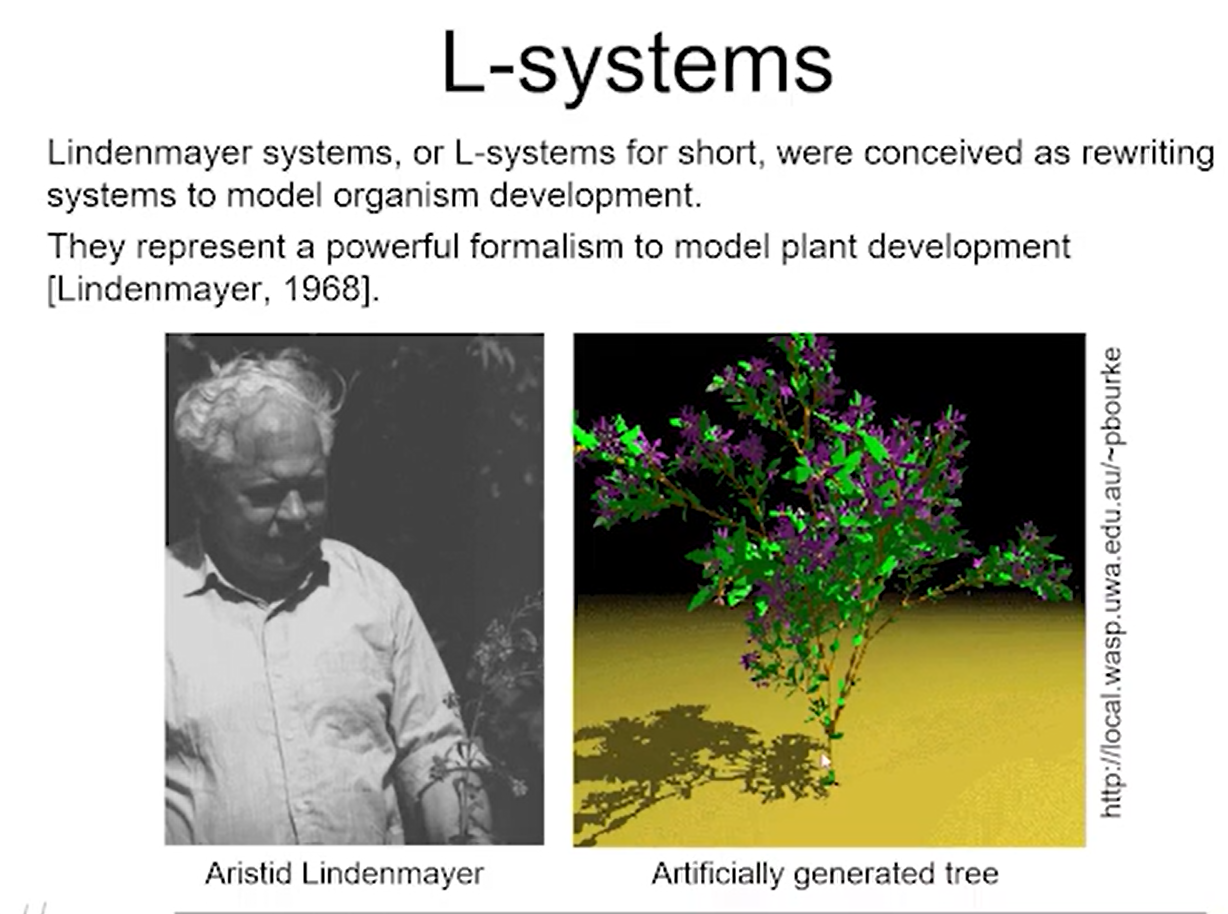 L-systems
Lindenmayer systems, or L-systems for short, were conceived as rewriting
systems to model organism development.
They represent a powerful formalism to model plant development
[Lindenmayer, 1968].
http://local.wasp.uwa.edu.au/~pbourke
Aristid Lindenmayer
Artificially generated tree